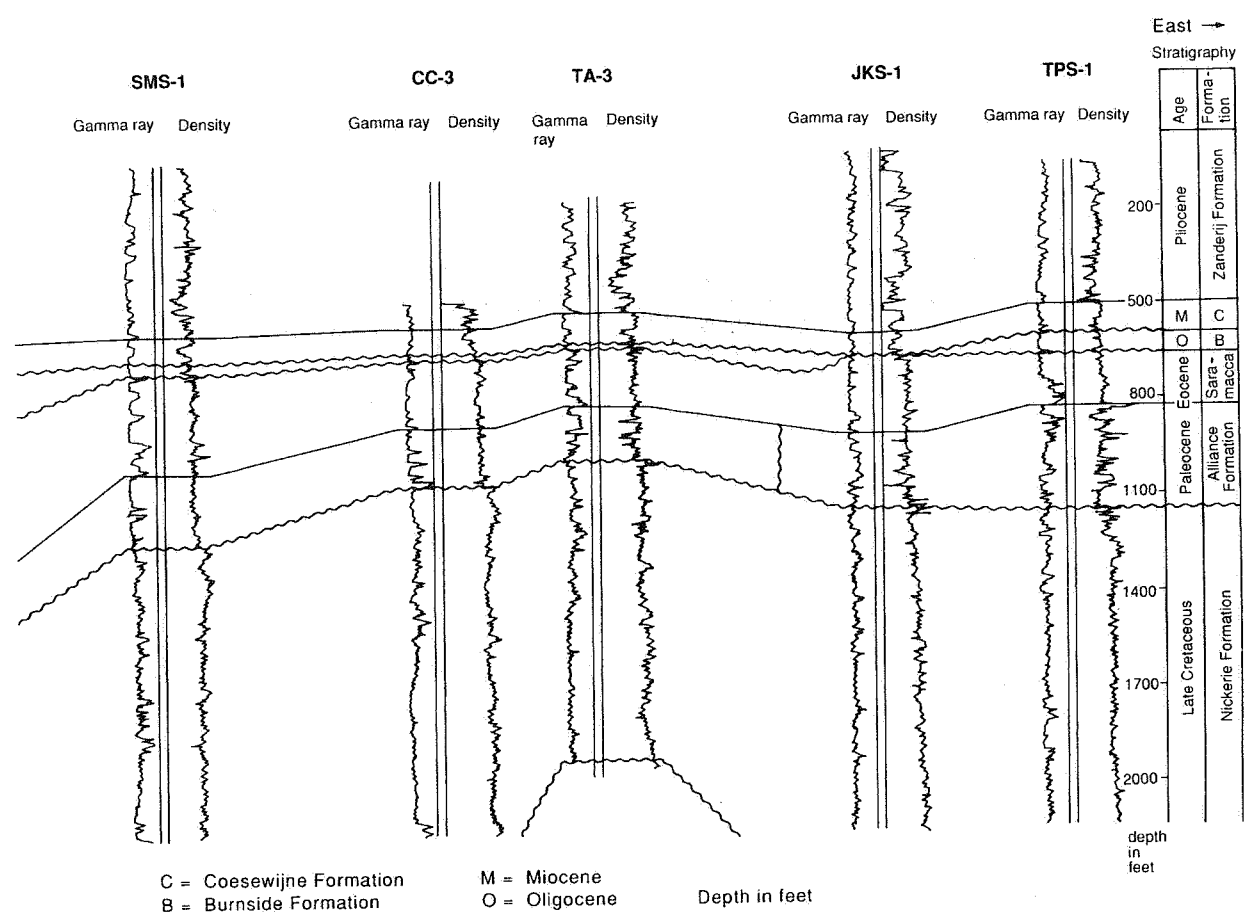 East →
Stratigraphy
SMS-1
CC-3
TA-3
JKS-1
TPS-1
Gamma ray Density
Gamma ray Density
Gamma ray Density
Gamma ray Density
Gamma ray Density
Age
Forma-tion
Pliocene
Zanderij Formation
M
C
O
B
Eocene
Sara-macca
Paleocene
Alliance Formation
Late Cretaceous
Nickerie Formation
200
500
800
1100
1400
1700
2000
depth
in
feet
C = Coesewijne Formation
B = Burnside Formation
M = Miocene
O = Oligocene
Depth in feet